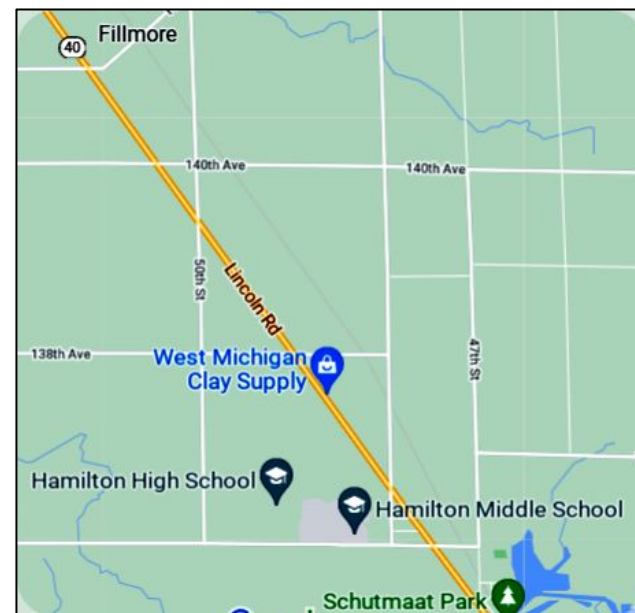 Fillmore
40
140th Ave
140th Ave
50th St
Lincoln Rd
138th Ave
West Michigan
Clay Supply
47th St
Hamilton High School
Hamilton Middle School
Schutmaat Park